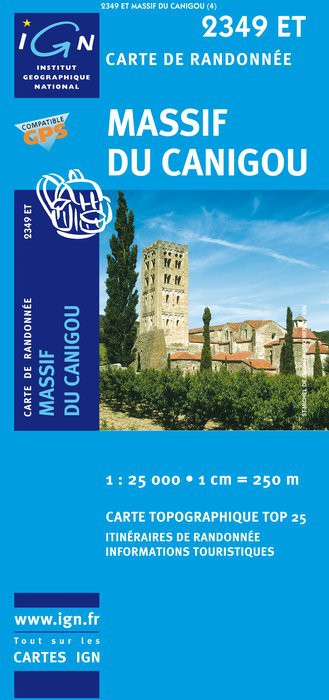 2349 ET MASSIF DU CANIGOU (4)
IGN
INSTITUT
GEOGRAPHIQUE
NATIONAL
2349 ET
CARTE DE RANDONNÉE
COMPATIBLE
GPS
MASSIF
DU CANIGOU
2349 ET
CARTE DE RANDONNÉE
MASSIF
DU CANIGOU
1 : 25 000 • 1 cm = 250 m
CARTE TOPOGRAPHIQUE TOP 25
ITINÉRAIRES DE RANDONNÉE
INFORMATIONS TOURISTIQUES
www.ign.fr
Tout sur les
CARTES IGN